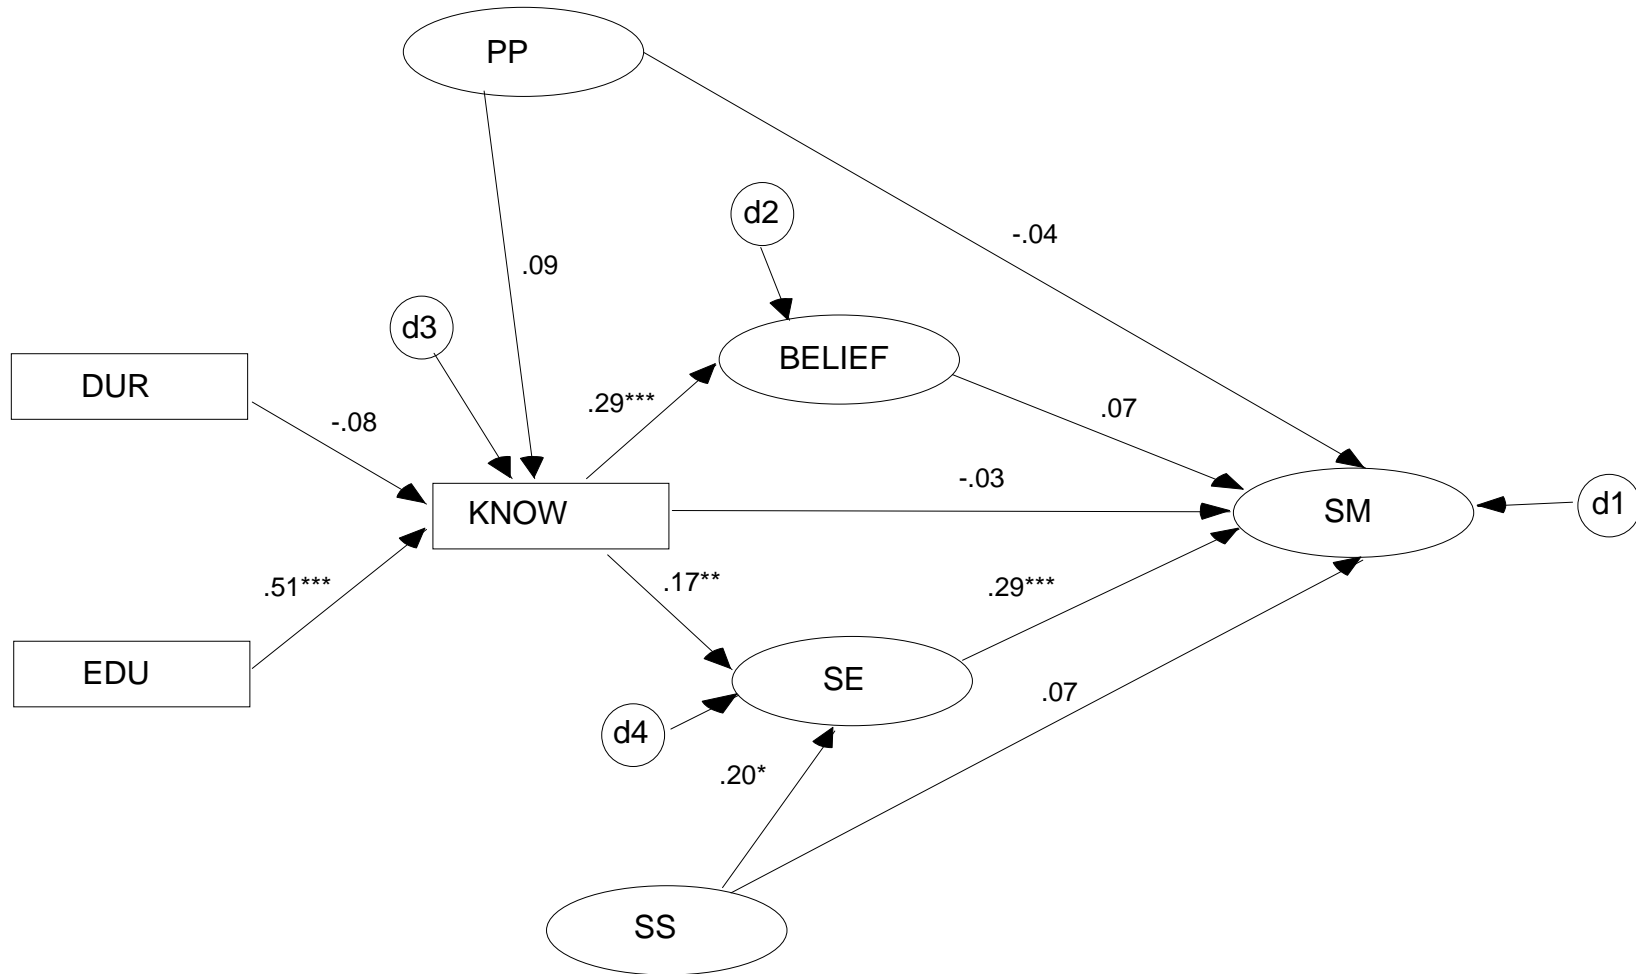 PP
d2
-.04
.09
d3
BELIEF
DUR
.29***
.07
-.08
-.03
KNOW
SM
d1
.51***
.17**
.29***
EDU
SE
.07
d4
.20*
SS